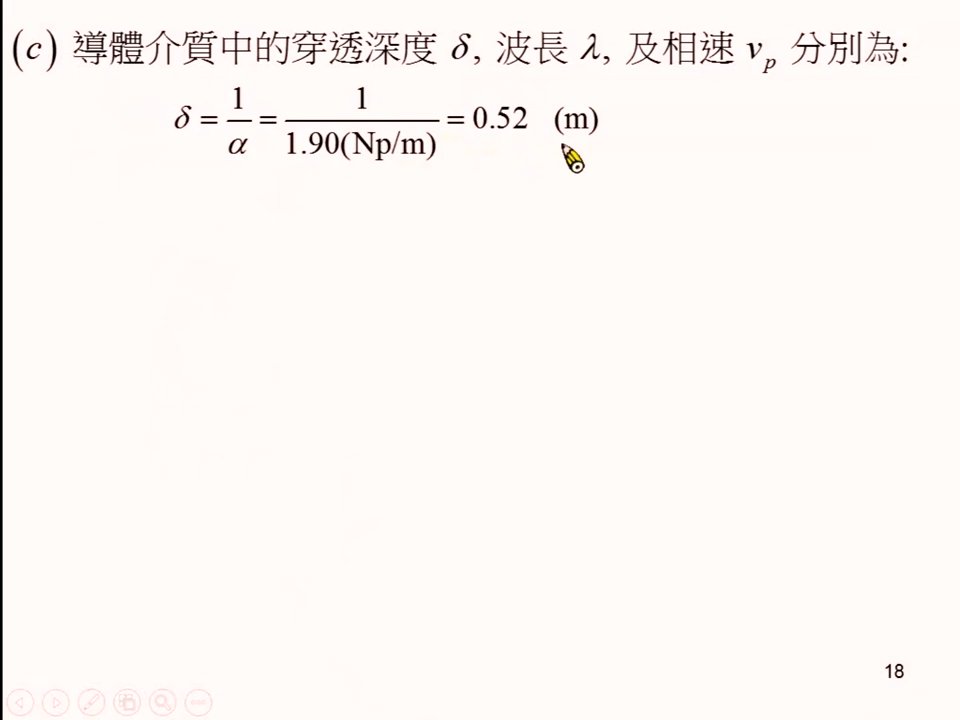 (c) 導體介質中的穿透深度 δ, 波長 λ, 及相速 vₚ 分別為:
δ = 1/α = 1/1.90(Np/m) = 0.52 (m)
18